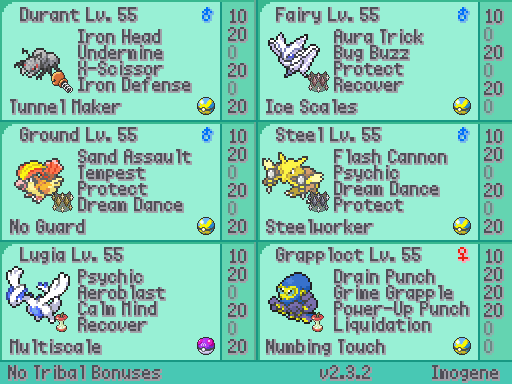 Durant Lv. 55
10
Iron Head
20
Undermine
0
X-Scissor
20
Iron Defense
0
Tunnel Maker
20
Fairy Lv. 55
10
Aura Trick
20
Bug Buzz
0
Protect
20
Recover
0
Ice Scales
20
Ground Lv. 55
10
Sand Assault
20
Tempest
0
Protect
20
Dream Dance
0
No Guard
20
Steel Lv. 55
10
Flash Cannon
20
Psychic
0
Dream Dance
20
Protect
0
Steelworker
20
Lugia Lv. 55
10
Psychic
20
Aeroblast
0
Calm Mind
20
Recover
0
Multiscale
20
Grapploct Lv. 55
10
Drain Punch
20
Grime Grapple
0
Power-Up Punch
20
Liquidation
0
Numbing Touch
20
No Tribal Bonuses
v2.3.2
Imogene